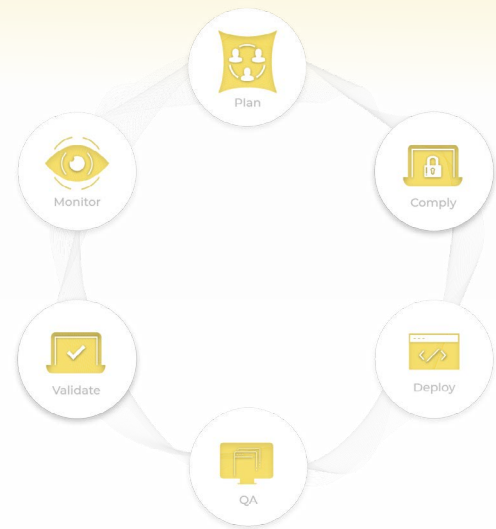 Plan
Comply
Deploy
QA
Validate
Monitor